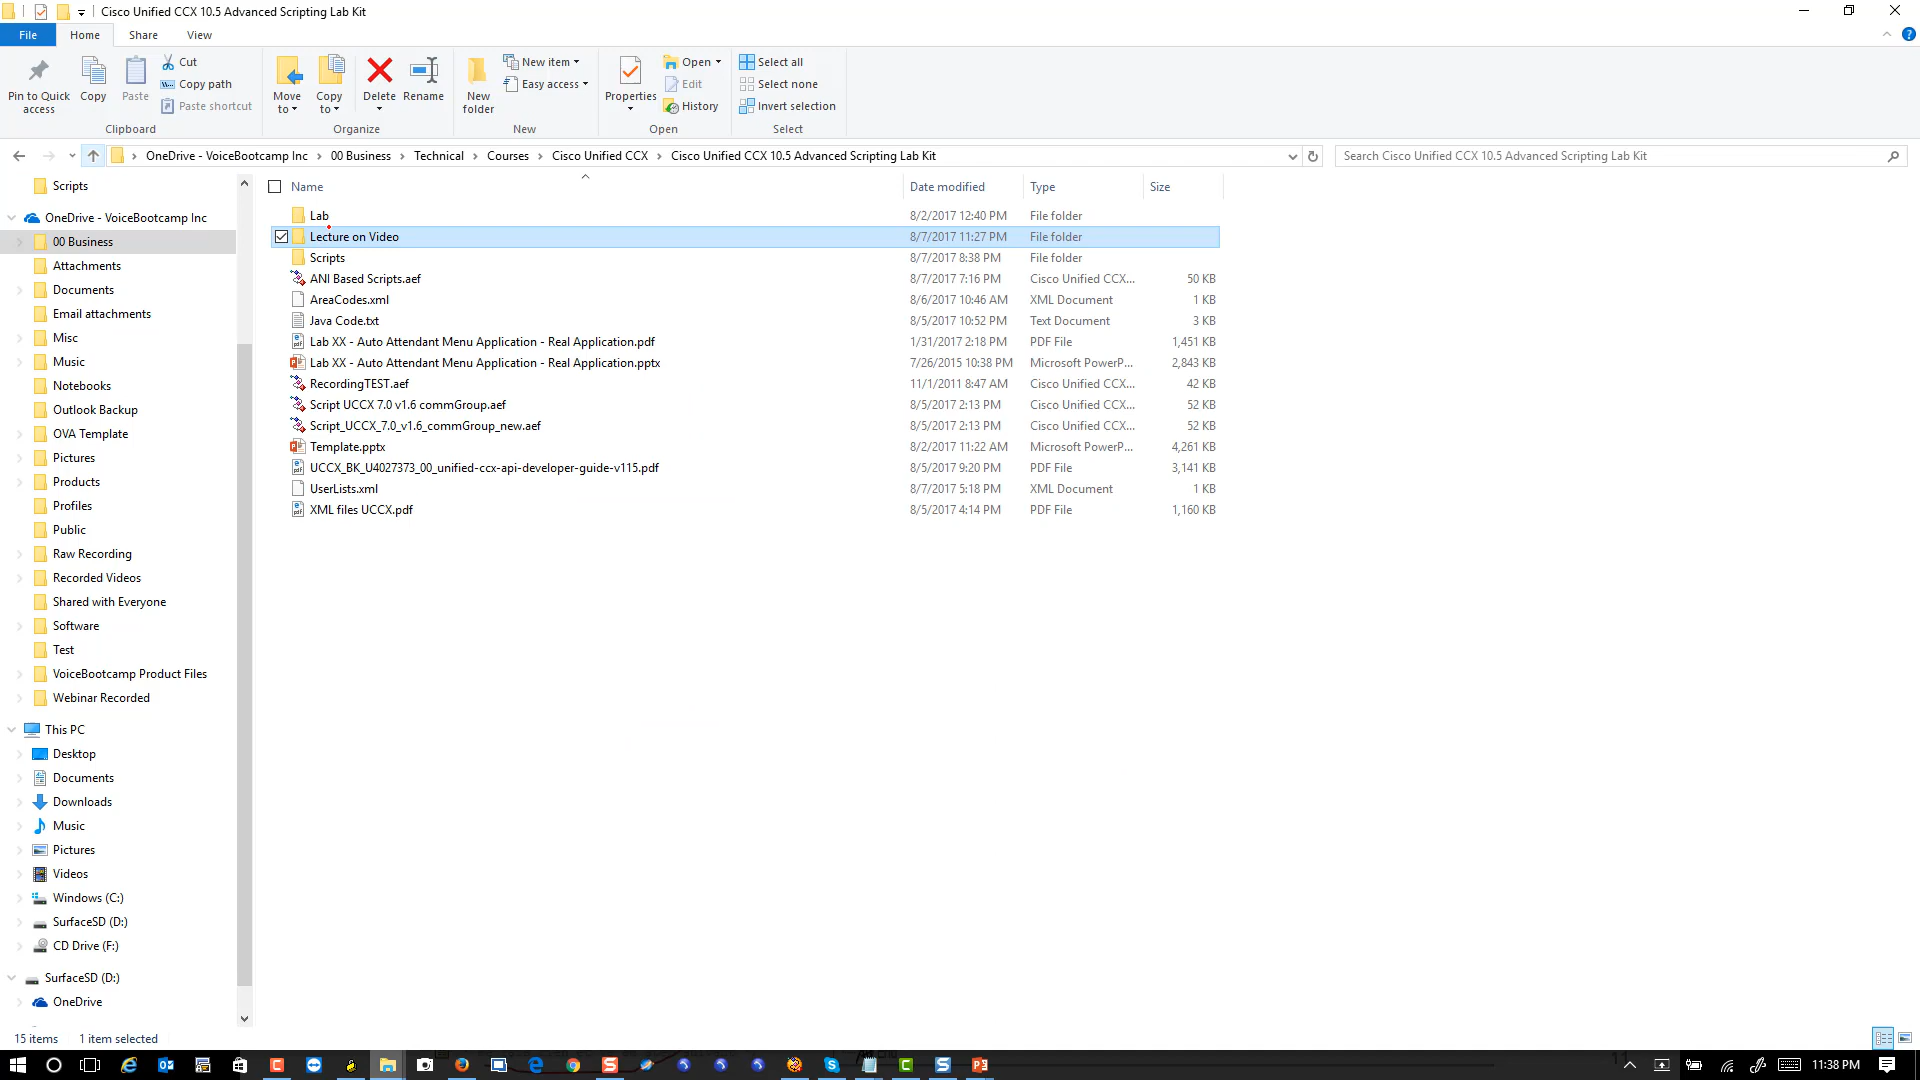 Cisco Unified CCX 10.5 Advanced Scripting Lab Kit
File Home Share View
Pin to Quick access
Copy
Paste
Cut
Copy path
Paste shortcut
Clipboard
Move to
Copy to
Delete
Rename
Organize
New folder
New item
Easy access
New
Properties
Open
Edit
History
Open
Select all
Select none
Invert selection
Select
OneDrive - VoiceBootcamp Inc › 00 Business › Technical › Courses › Cisco Unified CCX › Cisco Unified CCX 10.5 Advanced Scripting Lab Kit
Search Cisco Unified CCX 10.5 Advanced Scripting Lab Kit
Scripts
OneDrive - VoiceBootcamp Inc
00 Business
Attachments
Documents
Email attachments
Misc
Music
Notebooks
Outlook Backup
OVA Template
Pictures
Products
Profiles
Public
Raw Recording
Recorded Videos
Shared with Everyone
Software
Test
VoiceBootcamp Product Files
Webinar Recorded
This PC
Desktop
Documents
Downloads
Music
Pictures
Videos
Windows (C:)
SurfaceSD (D:)
CD Drive (F:)
SurfaceSD (D:)
OneDrive
Name Date modified Type Size
Lab 8/2/2017 12:40 PM File folder
Lecture on Video 8/7/2017 11:27 PM File folder
Scripts 8/7/2017 8:38 PM File folder
ANI Based Scripts.aef 8/7/2017 7:16 PM Cisco Unified CCX... 50 KB
AreaCodes.xml 8/6/2017 10:46 AM XML Document 1 KB
Java Code.txt 8/5/2017 10:52 PM Text Document 3 KB
Lab XX - Auto Attendant Menu Application - Real Application.pdf 1/31/2017 2:18 PM PDF File 1,451 KB
Lab XX - Auto Attendant Menu Application - Real Application.pptx 7/26/2015 10:38 PM Microsoft PowerP... 2,843 KB
RecordingTEST.aef 11/1/2011 8:47 AM Cisco Unified CCX... 42 KB
Script UCCX 7.0 v1.6 commGroup.aef 8/5/2017 2:13 PM Cisco Unified CCX... 52 KB
Script_UCCX_7.0_v1.6_commGroup_new.aef 8/5/2017 2:13 PM Cisco Unified CCX... 52 KB
Template.pptx 8/2/2017 11:22 AM Microsoft PowerP... 4,261 KB
UCCX_BK_U4027373_00_unified-ccx-api-developer-guide-v115.pdf 8/5/2017 9:20 PM PDF File 3,141 KB
UserLists.xml 8/7/2017 5:18 PM XML Document 1 KB
XML files UCCX.pdf 8/5/2017 4:14 PM PDF File 1,160 KB
15 items 1 item selected
11:38 PM